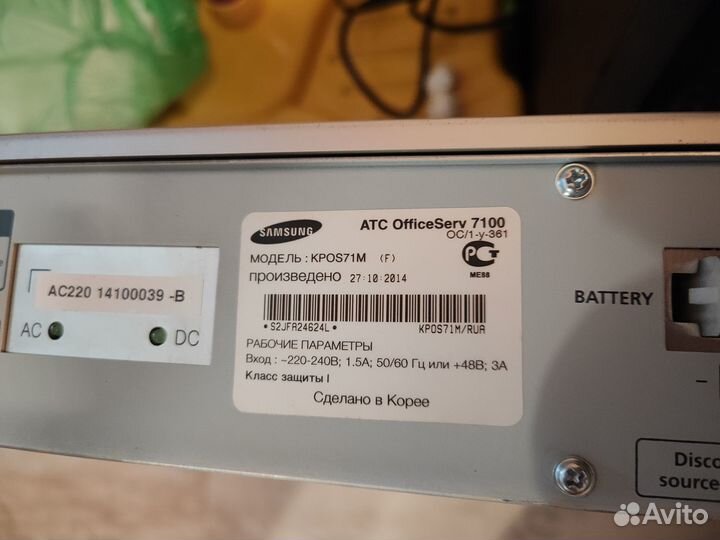 SAMSUNG
АТС OfficeServ 7100
ОС/1-у-361
МОДЕЛЬ : KPOS71M (F)
произведено 27·10·2014
РСТ
ME88
*S2JFA24624L*
KPOS71M/RUA
РАБОЧИЕ ПАРАМЕТРЫ
Вход : ~220-240В; 1.5А; 50/60 Гц или +48В; 3А
Класс защиты I
Сделано в Корее
AC220 14100039 -B
AC
DC
BATTERY
–
Disco
source
Avito